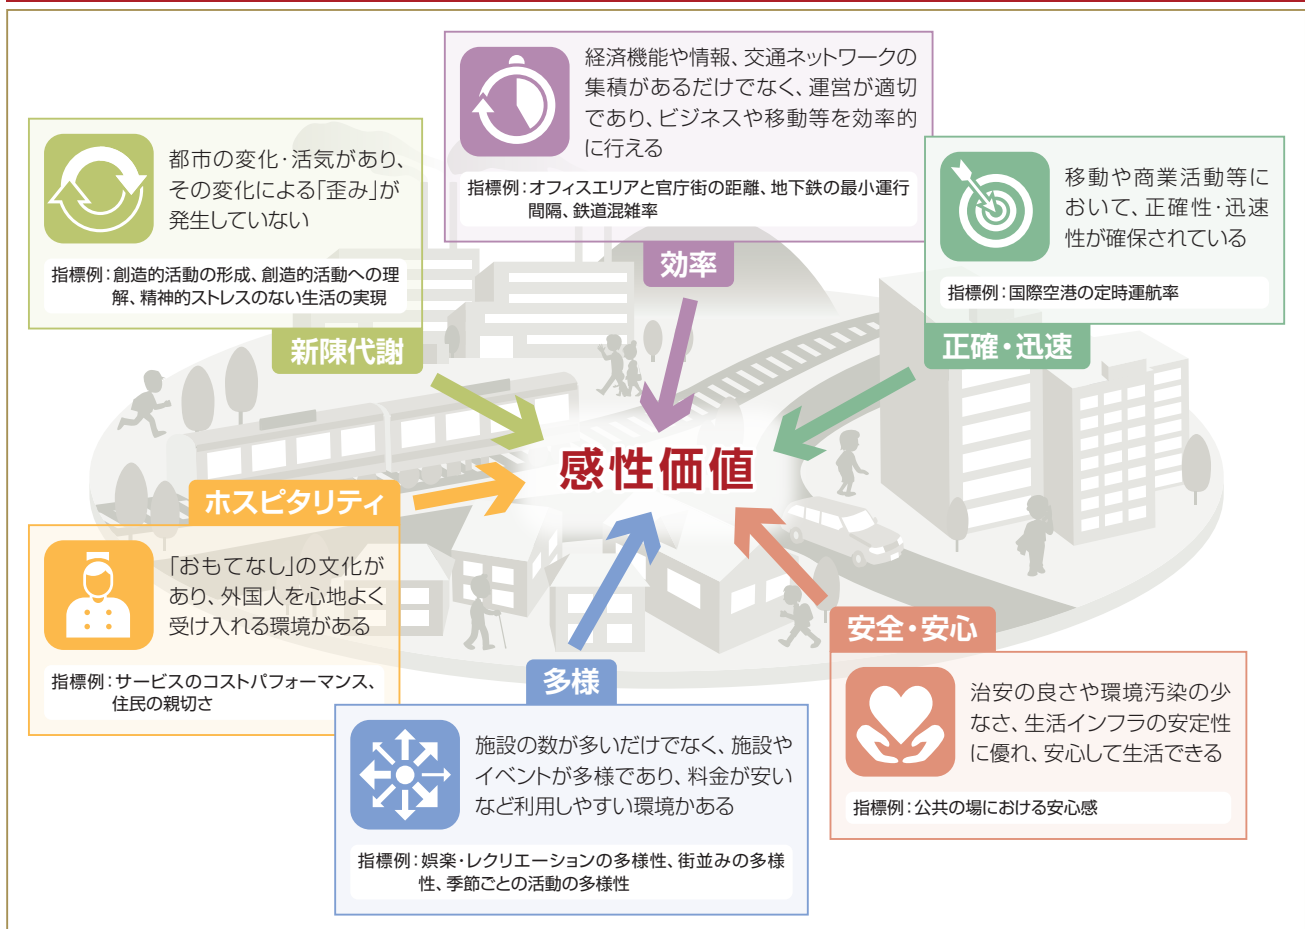 経済機能や情報、交通ネットワークの
集積があるだけでなく、運営が適切
であり、ビジネスや移動等を効率的
に行える
指標例：オフィスエリアと官庁街の距離、地下鉄の最小運行
間隔、鉄道混雑率
効率
都市の変化・活気があり、
その変化による「歪み」が
発生していない
指標例：創造的活動の形成、創造的活動への理
解、精神的ストレスのない生活の実現
新陳代謝
移動や商業活動等に
おいて、正確性・迅速
性が確保されている
指標例：国際空港の定時運航率
正確・迅速
感性価値
ホスピタリティ
「おもてなし」の文化が
あり、外国人を心地よく
受け入れる環境がある
指標例：サービスのコストパフォーマンス、
住民の親切さ
多様
施設の数が多いだけでなく、施設や
イベントが多様であり、料金が安い
など利用しやすい環境かある
指標例：娯楽・レクリエーションの多様性、街並みの多様
性、季節ごとの活動の多様性
安全・安心
治安の良さや環境汚染の少
なさ、生活インフラの安定性
に優れ、安心して生活できる
指標例：公共の場における安心感